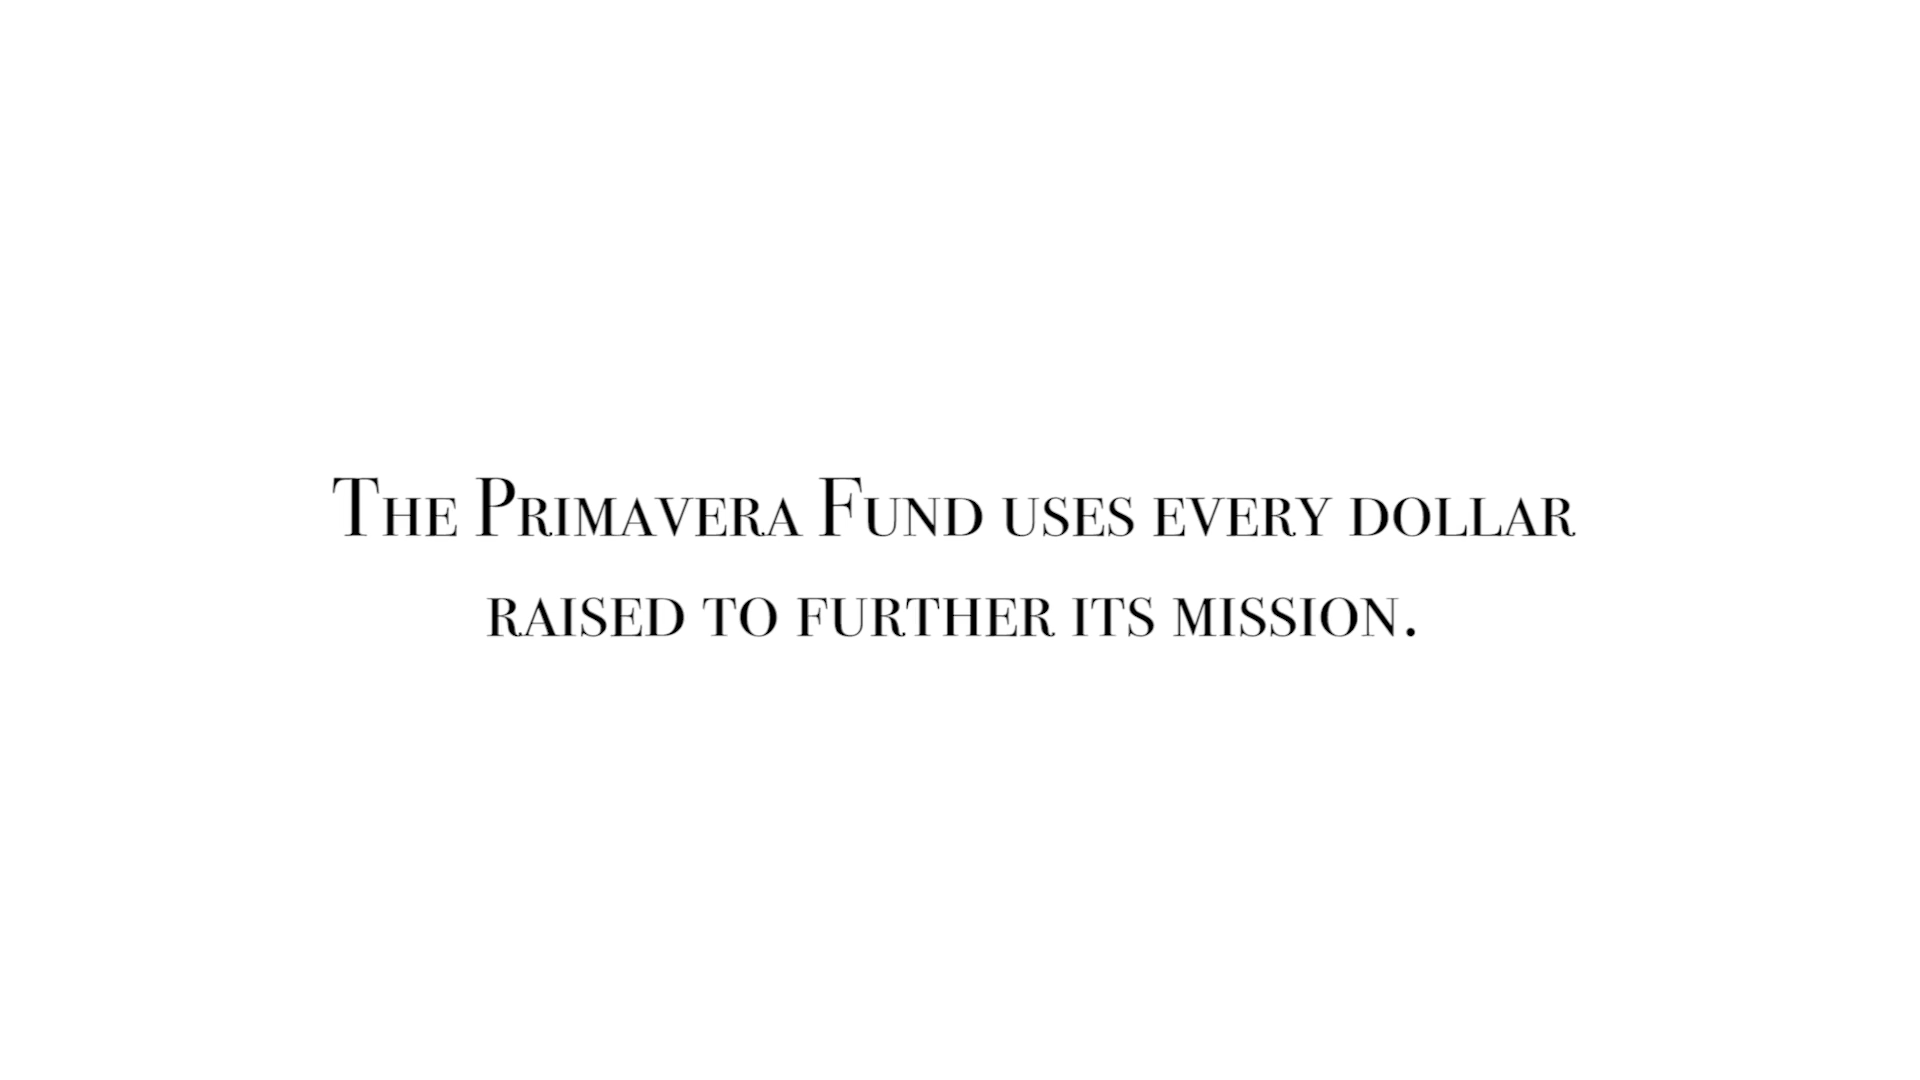 The Primavera Fund uses every dollar
raised to further its mission.